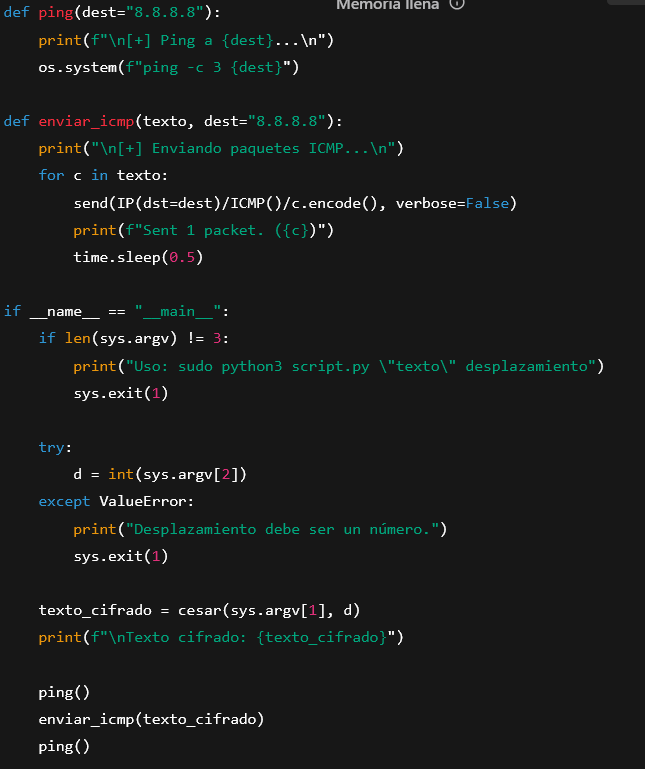 Memoria llena
def ping(dest="8.8.8.8"):
    print(f"\n[+] Ping a {dest}...\n")
    os.system(f"ping -c 3 {dest}")

def enviar_icmp(texto, dest="8.8.8.8"):
    print("\n[+] Enviando paquetes ICMP...\n")
    for c in texto:
        send(IP(dst=dest)/ICMP()/c.encode(), verbose=False)
        print(f"Sent 1 packet. ({c})")
        time.sleep(0.5)

if __name__ == "__main__":
    if len(sys.argv) != 3:
        print("Uso: sudo python3 script.py \"texto\" desplazamiento")
        sys.exit(1)

    try:
        d = int(sys.argv[2])
    except ValueError:
        print("Desplazamiento debe ser un número.")
        sys.exit(1)

    texto_cifrado = cesar(sys.argv[1], d)
    print(f"\nTexto cifrado: {texto_cifrado}")

    ping()
    enviar_icmp(texto_cifrado)
    ping()